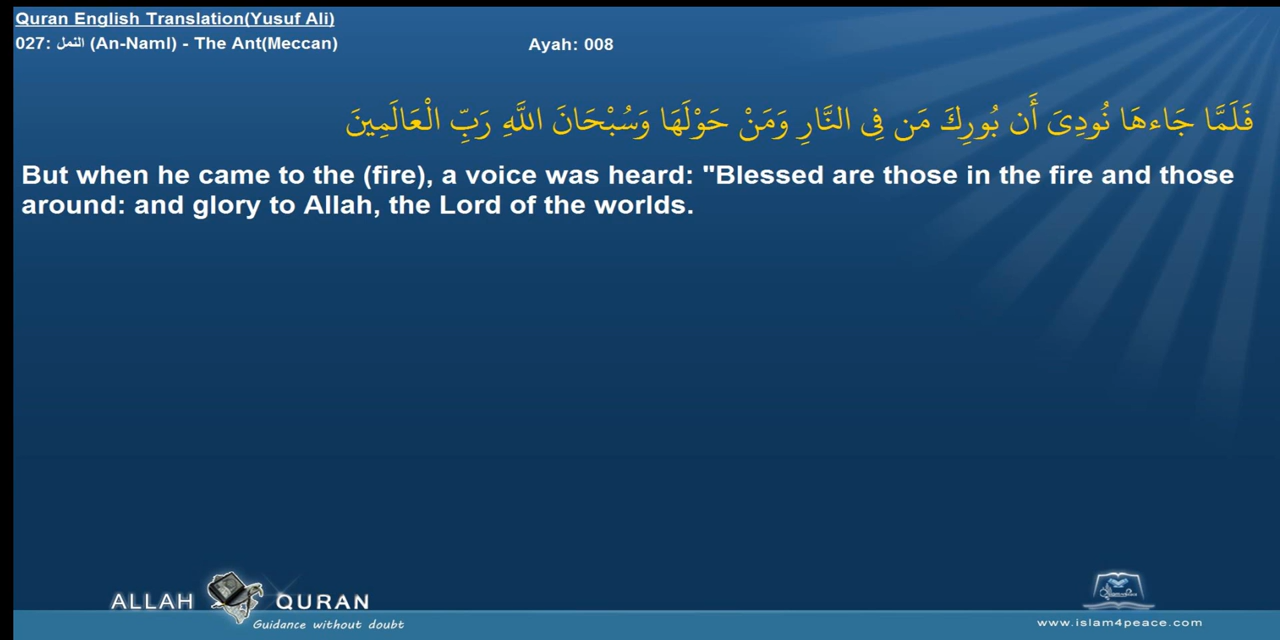 Quran English Translation(Yusuf Ali)
027: النمل (An-Naml) - The Ant(Meccan)
Ayah: 008
فَلَمَّا جَاءهَا نُودِىَ أَن بُورِكَ مَن فِى النَّارِ وَمَنْ حَوْلَهَا وَسُبْحَانَ اللَّهِ رَبِّ الْعَالَمِينَ
But when he came to the (fire), a voice was heard: "Blessed are those in the fire and those
around: and glory to Allah, the Lord of the worlds.
ALLAH QURAN
Guidance without doubt
www.islam4peace.com